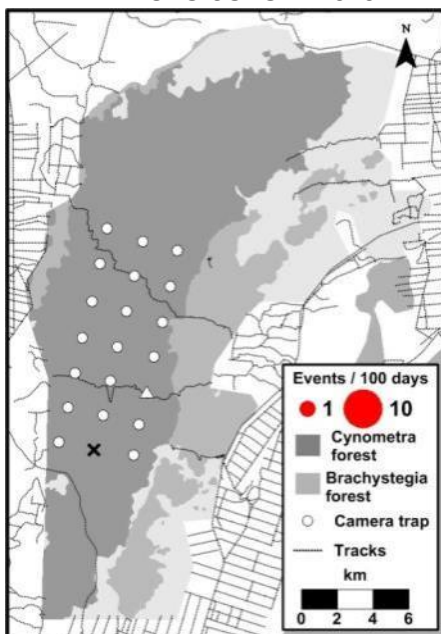 N
Events / 100 days
1 10
Cynometra
forest
Brachystegia
forest
Camera trap
Tracks
km
0 2 4 6